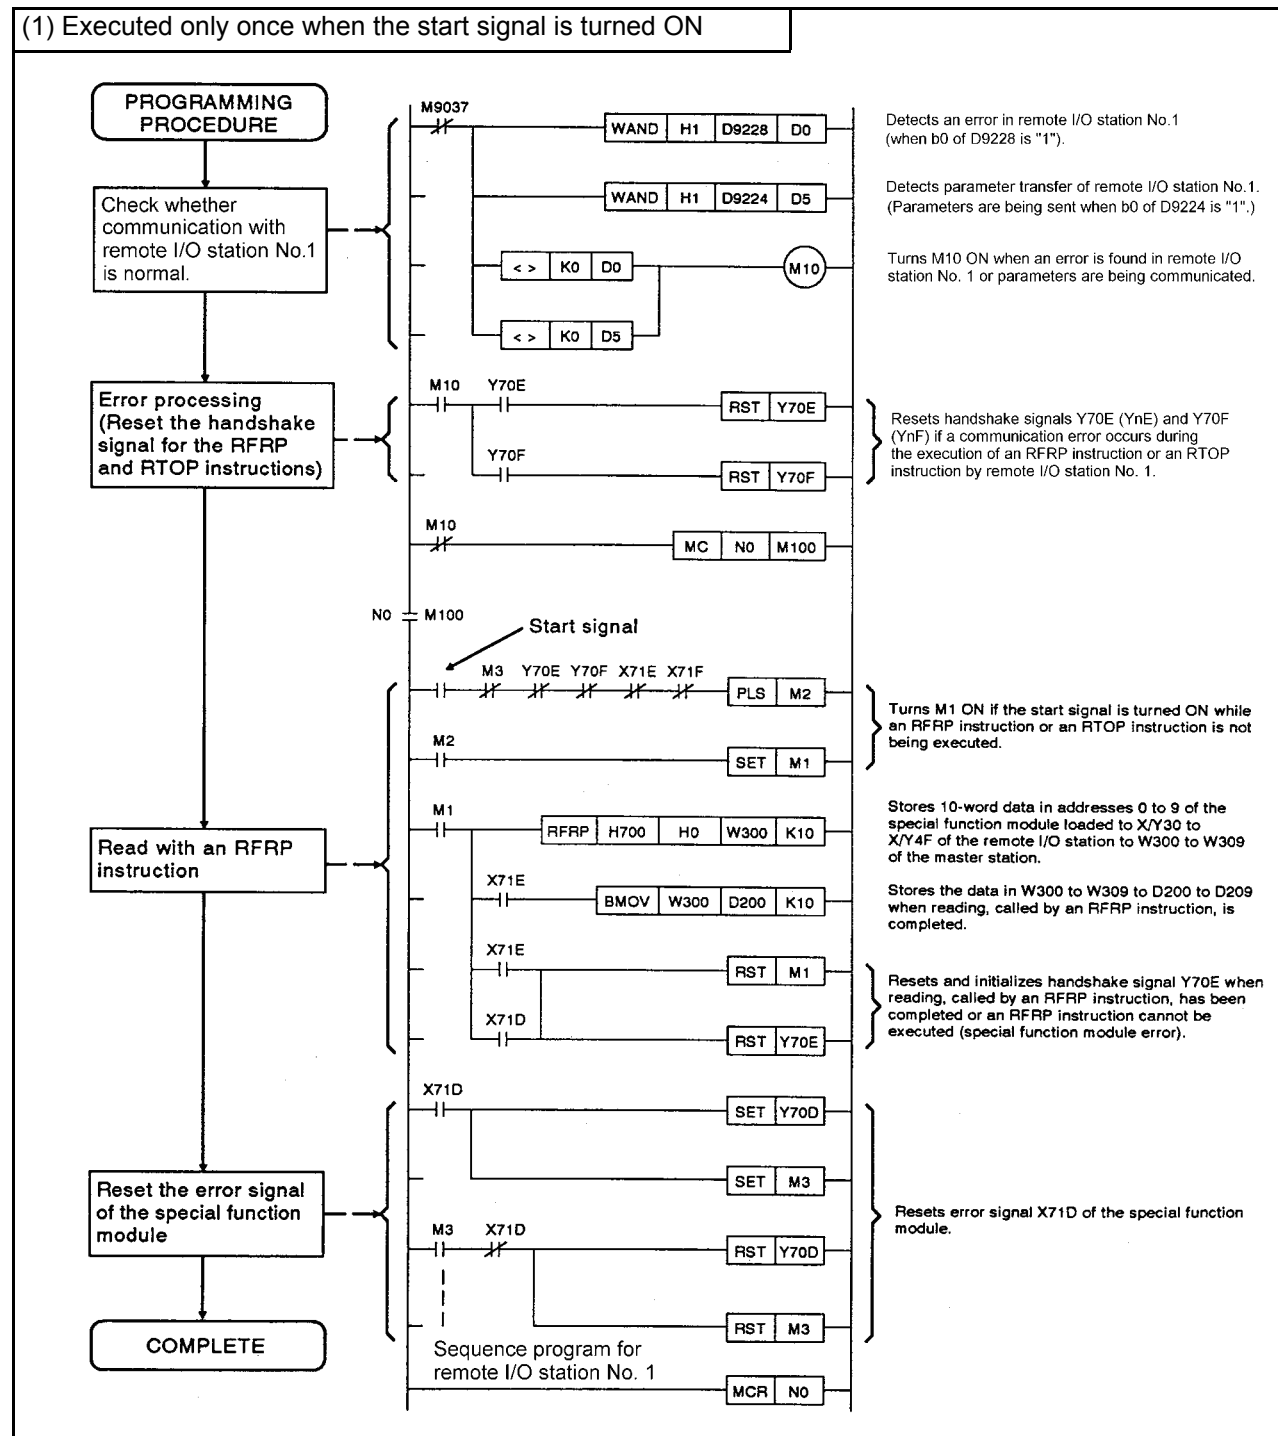 (1) Executed only once when the start signal is turned ON
PROGRAMMING
PROCEDURE
Check whether
communication with
remote I/O station No.1
is normal.
M9037
WAND H1 D9228 D0
Detects an error in remote I/O station No.1
(when b0 of D9228 is "1").
WAND H1 D9224 D5
Detects parameter transfer of remote I/O station No.1.
(Parameters are being sent when b0 of D9224 is "1".)
< > K0 D0
M10
Turns M10 ON when an error is found in remote I/O
station No. 1 or parameters are being communicated.
< > K0 D5
Error processing
(Reset the handshake
signal for the RFRP
and RTOP instructions)
M10 Y70E
RST Y70E
Y70F
RST Y70F
Resets handshake signals Y70E (YnE) and Y70F
(YnF) if a communication error occurs during
the execution of an RFRP instruction or an RTOP
instruction by remote I/O station No. 1.
M10
MC N0 M100
N0 M100
Start signal
M3 Y70E Y70F X71E X71F
PLS M2
M2
SET M1
Turns M1 ON if the start signal is turned ON while
an RFRP instruction or an RTOP instruction is not
being executed.
Read with an RFRP
instruction
M1
RFRP H700 H0 W300 K10
Stores 10-word data in addresses 0 to 9 of the
special function module loaded to X/Y30 to
X/Y4F of the remote I/O station to W300 to W309
of the master station.
X71E
BMOV W300 D200 K10
Stores the data in W300 to W309 to D200 to D209
when reading, called by an RFRP instruction, is
completed.
X71E
RST M1
X71D
RST Y70E
Resets and initializes handshake signal Y70E when
reading, called by an RFRP instruction, has been
completed or an RFRP instruction cannot be
executed (special function module error).
X71D
SET Y70D
SET M3
Reset the error signal
of the special function
module
M3 X71D
RST Y70D
RST M3
Resets error signal X71D of the special function
module.
COMPLETE
Sequence program for
remote I/O station No. 1
MCR N0